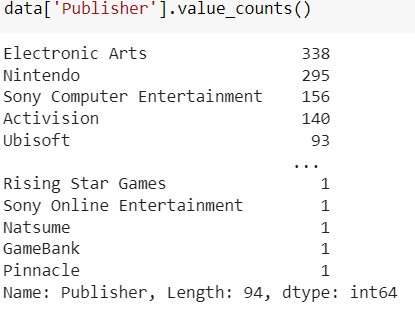 data['Publisher'].value_counts()
Electronic Arts 338
Nintendo 295
Sony Computer Entertainment 156
Activision 140
Ubisoft 93
...
Rising Star Games 1
Sony Online Entertainment 1
Natsume 1
GameBank 1
Pinnacle 1
Name: Publisher, Length: 94, dtype: int64